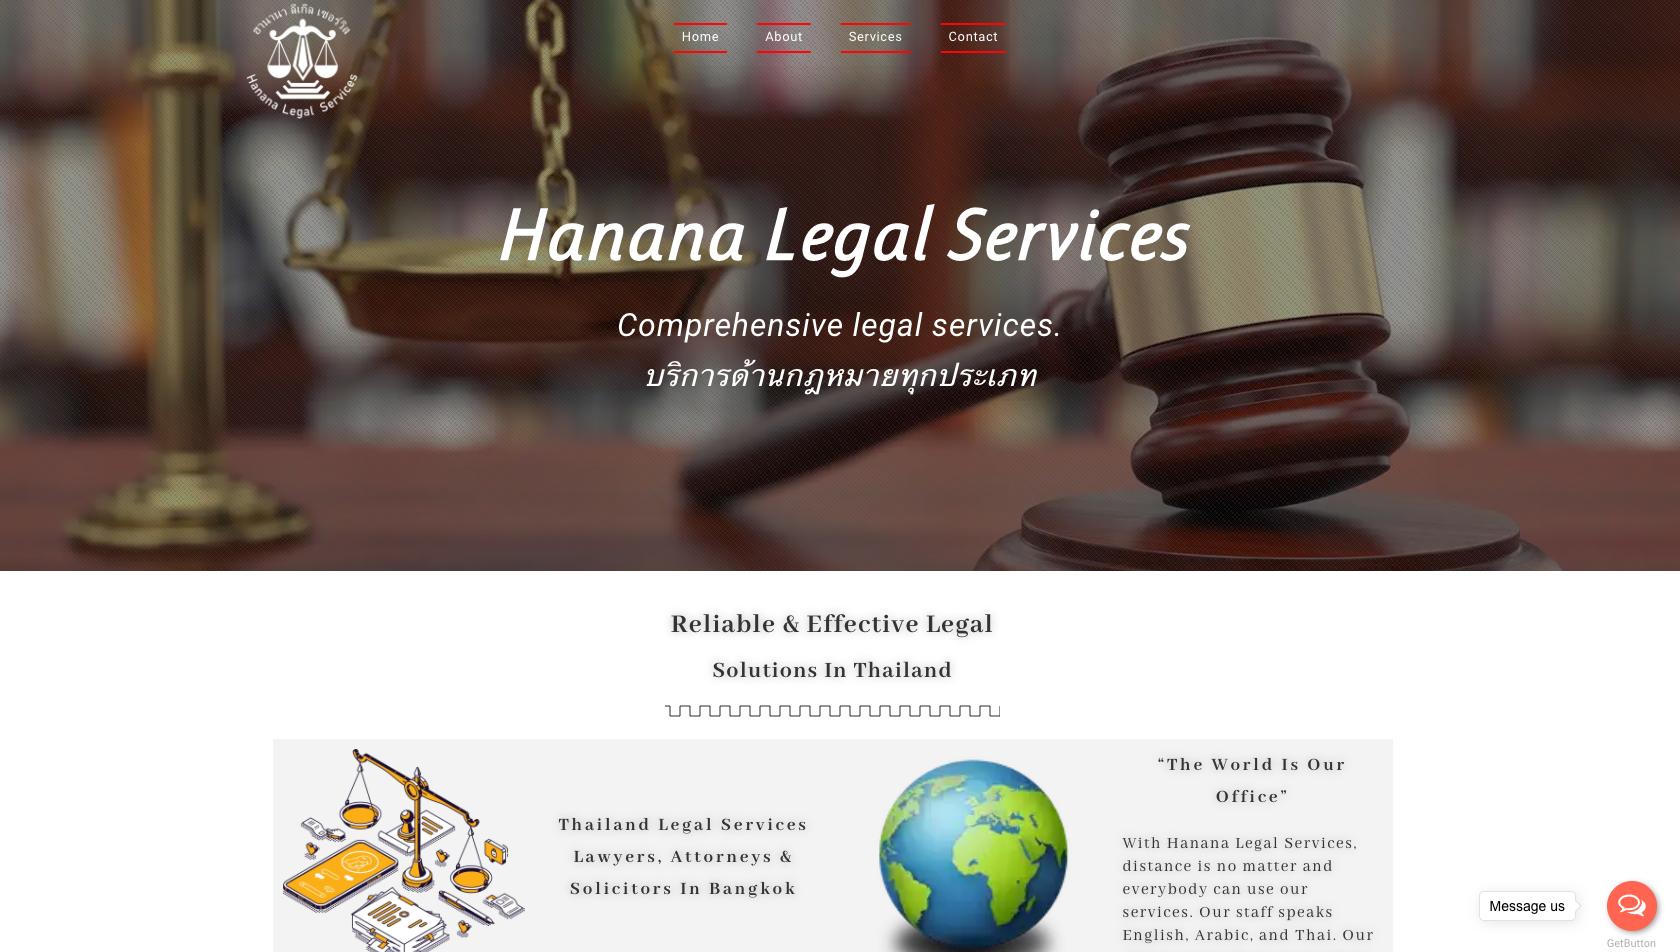 ฮานานา ลีเกิล เซอร์วิส
Hanana Legal Services
Home
About
Services
Contact
Hanana Legal Services
Comprehensive legal services.
บริการด้านกฎหมายทุกประเภท
Reliable & Effective Legal
Solutions In Thailand
Thailand Legal Services
Lawyers, Attorneys &
Solicitors In Bangkok
“The World Is Our
Office”
With Hanana Legal Services,
distance is no matter and
everybody can use our
services. Our staff speaks
English, Arabic, and Thai. Our
Message us
GetButton